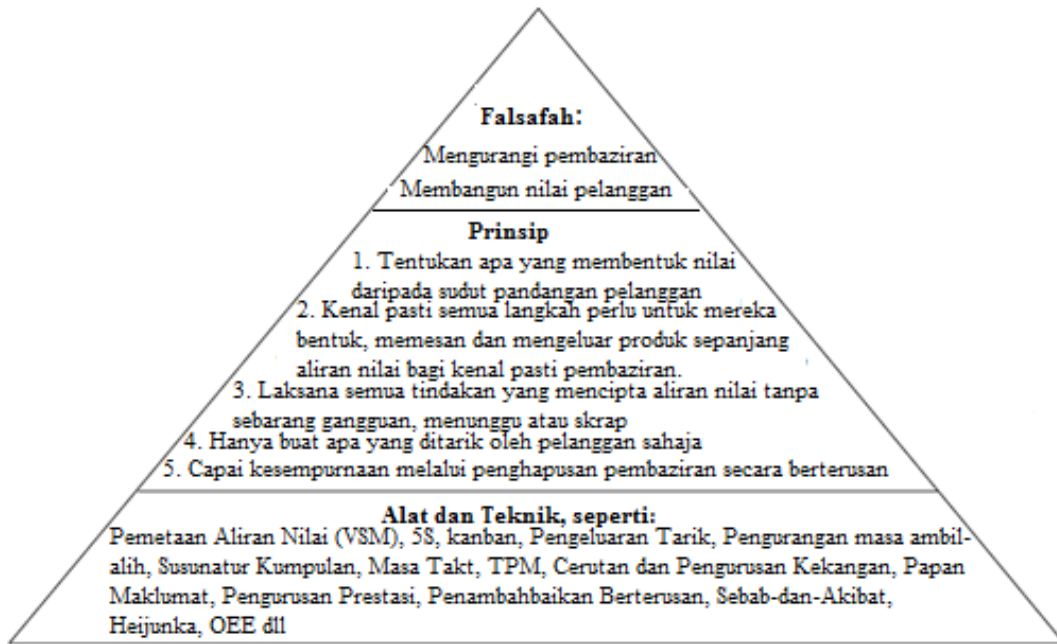 Falsafah:
Mengurangi pembaziran
Membangun nilai pelanggan
Prinsip
1. Tentukan apa yang membentuk nilai
daripada sudut pandangan pelanggan
2. Kenal pasti semua langkah perlu untuk mereka
bentuk, memesan dan mengeluar produk sepanjang
aliran nilai bagi kenal pasti pembaziran.
3. Laksana semua tindakan yang mencipta aliran nilai tanpa
sebarang gangguan, menunggu atau skrap
4. Hanya buat apa yang ditarik oleh pelanggan sahaja
5. Capai kesempurnaan melalui penghapusan pembaziran secara berterusan
Alat dan Teknik, seperti:
Pemetaan Aliran Nilai (VSM), 5S, kanban, Pengeluaran Tarik, Pengurangan masa ambil-
alih, Susunatur Kumpulan, Masa Takt, TPM, Cerutan dan Pengurusan Kekangan, Papan
Maklumat, Pengurusan Prestasi, Penambahbaikan Berterusan, Sebab-dan-Akibat,
Heijunka, OEE dll